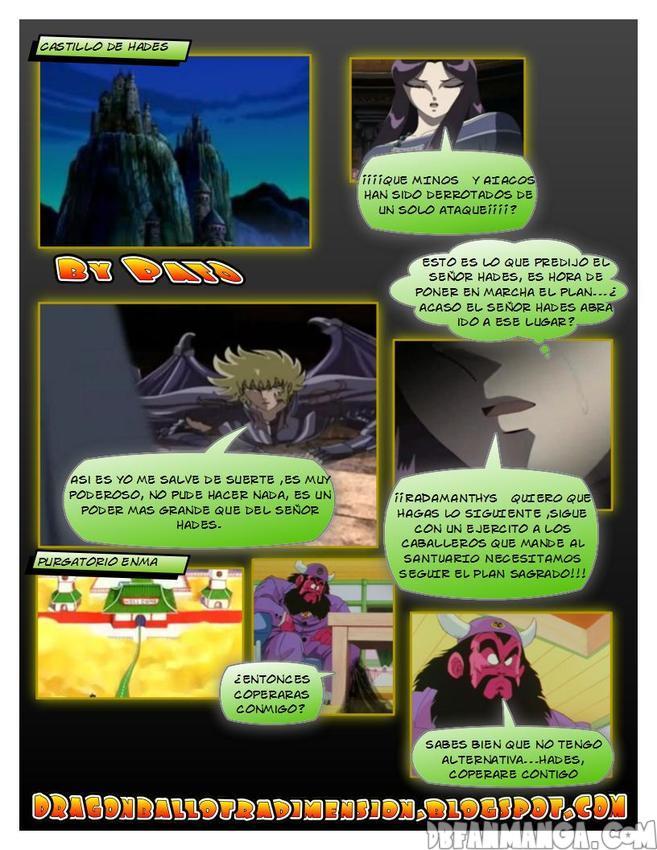 CASTILLO DE HADES
¡¡¡¡QUE MINOS Y AIACOS
HAN SIDO DERROTADOS DE
UN SOLO ATAQUE¡¡¡¡?
BY PATO
ESTO ES LO QUE PREDIJO EL
SEÑOR HADES, ES HORA DE
PONER EN MARCHA EL PLAN...¿
ACASO EL SEÑOR HADES ABRA
IDO A ESE LUGAR?
ASI ES YO ME SALVE DE SUERTE ,ES MUY
PODEROSO, NO PUDE HACER NADA, ES UN
PODER MAS GRANDE QUE DEL SEÑOR
HADES.
¡¡RADAMANTHYS QUIERO QUE
HAGAS LO SIGUIENTE ,SIGUE
CON UN EJERCITO A LOS
CABALLEROS QUE MANDE AL
SANTUARIO NECESITAMOS
SEGUIR EL PLAN SAGRADO!!!
PURGATORIO ENMA
WELCOME
¿ENTONCES
COPERARAS
CONMIGO?
SABES BIEN QUE NO TENGO
ALTERNATIVA...HADES,
COPERARE CONTIGO
DRAGONBALLOTRADIMENSION.BLOGSPOT.COM
DBFANMANGA.COM